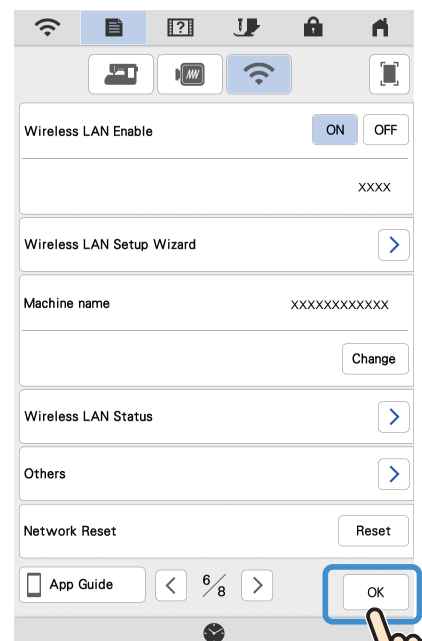 Wireless LAN Enable ON OFF
xxxx
Wireless LAN Setup Wizard
Machine name xxxxxxxxxxxx
Change
Wireless LAN Status
Others
Network Reset Reset
App Guide 6/8 OK